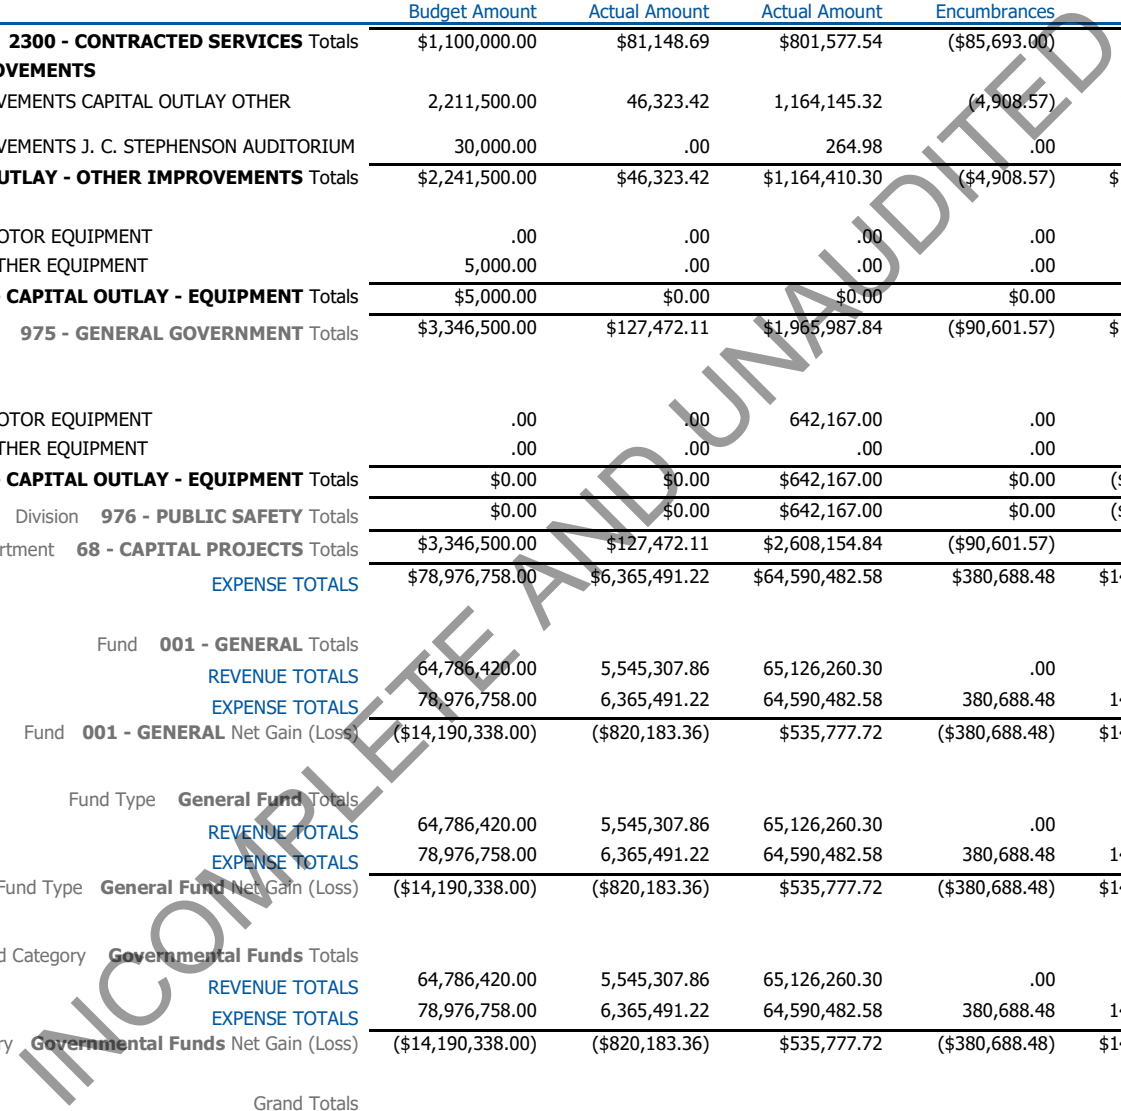 Budget Amount Actual Amount Actual Amount Encumbrances
2300 - CONTRACTED SERVICES Totals $1,100,000.00 $81,148.69 $801,577.54 ($85,693.00)
OVEMENTS
VEMENTS CAPITAL OUTLAY OTHER 2,211,500.00 46,323.42 1,164,145.32 (4,908.57)
VEMENTS J. C. STEPHENSON AUDITORIUM 30,000.00 .00 264.98 .00
UTLAY - OTHER IMPROVEMENTS Totals $2,241,500.00 $46,323.42 $1,164,410.30 ($4,908.57) $
OTOR EQUIPMENT .00 .00 .00 .00
THER EQUIPMENT 5,000.00 .00 .00 .00
CAPITAL OUTLAY - EQUIPMENT Totals $5,000.00 $0.00 $0.00 $0.00
975 - GENERAL GOVERNMENT Totals $3,346,500.00 $127,472.11 $1,965,987.84 ($90,601.57) $
OTOR EQUIPMENT .00 .00 642,167.00 .00
THER EQUIPMENT .00 .00 .00 .00
CAPITAL OUTLAY - EQUIPMENT Totals $0.00 $0.00 $642,167.00 $0.00 ($
Division 976 - PUBLIC SAFETY Totals $0.00 $0.00 $642,167.00 $0.00 ($
rtment 68 - CAPITAL PROJECTS Totals $3,346,500.00 $127,472.11 $2,608,154.84 ($90,601.57)
EXPENSE TOTALS $78,976,758.00 $6,365,491.22 $64,590,482.58 $380,688.48 $14
Fund 001 - GENERAL Totals
REVENUE TOTALS 64,786,420.00 5,545,307.86 65,126,260.30 .00
EXPENSE TOTALS 78,976,758.00 6,365,491.22 64,590,482.58 380,688.48 14
Fund 001 - GENERAL Net Gain (Loss) ($14,190,338.00) ($820,183.36) $535,777.72 ($380,688.48) $14
Fund Type General Fund Totals
REVENUE TOTALS 64,786,420.00 5,545,307.86 65,126,260.30 .00
EXPENSE TOTALS 78,976,758.00 6,365,491.22 64,590,482.58 380,688.48 14
Fund Type General Fund Net Gain (Loss) ($14,190,338.00) ($820,183.36) $535,777.72 ($380,688.48) $14
d Category Governmental Funds Totals
REVENUE TOTALS 64,786,420.00 5,545,307.86 65,126,260.30 .00
EXPENSE TOTALS 78,976,758.00 6,365,491.22 64,590,482.58 380,688.48 14
ry Governmental Funds Net Gain (Loss) ($14,190,338.00) ($820,183.36) $535,777.72 ($380,688.48) $14
Grand Totals
INCOMPLETE AND UNAUDITED